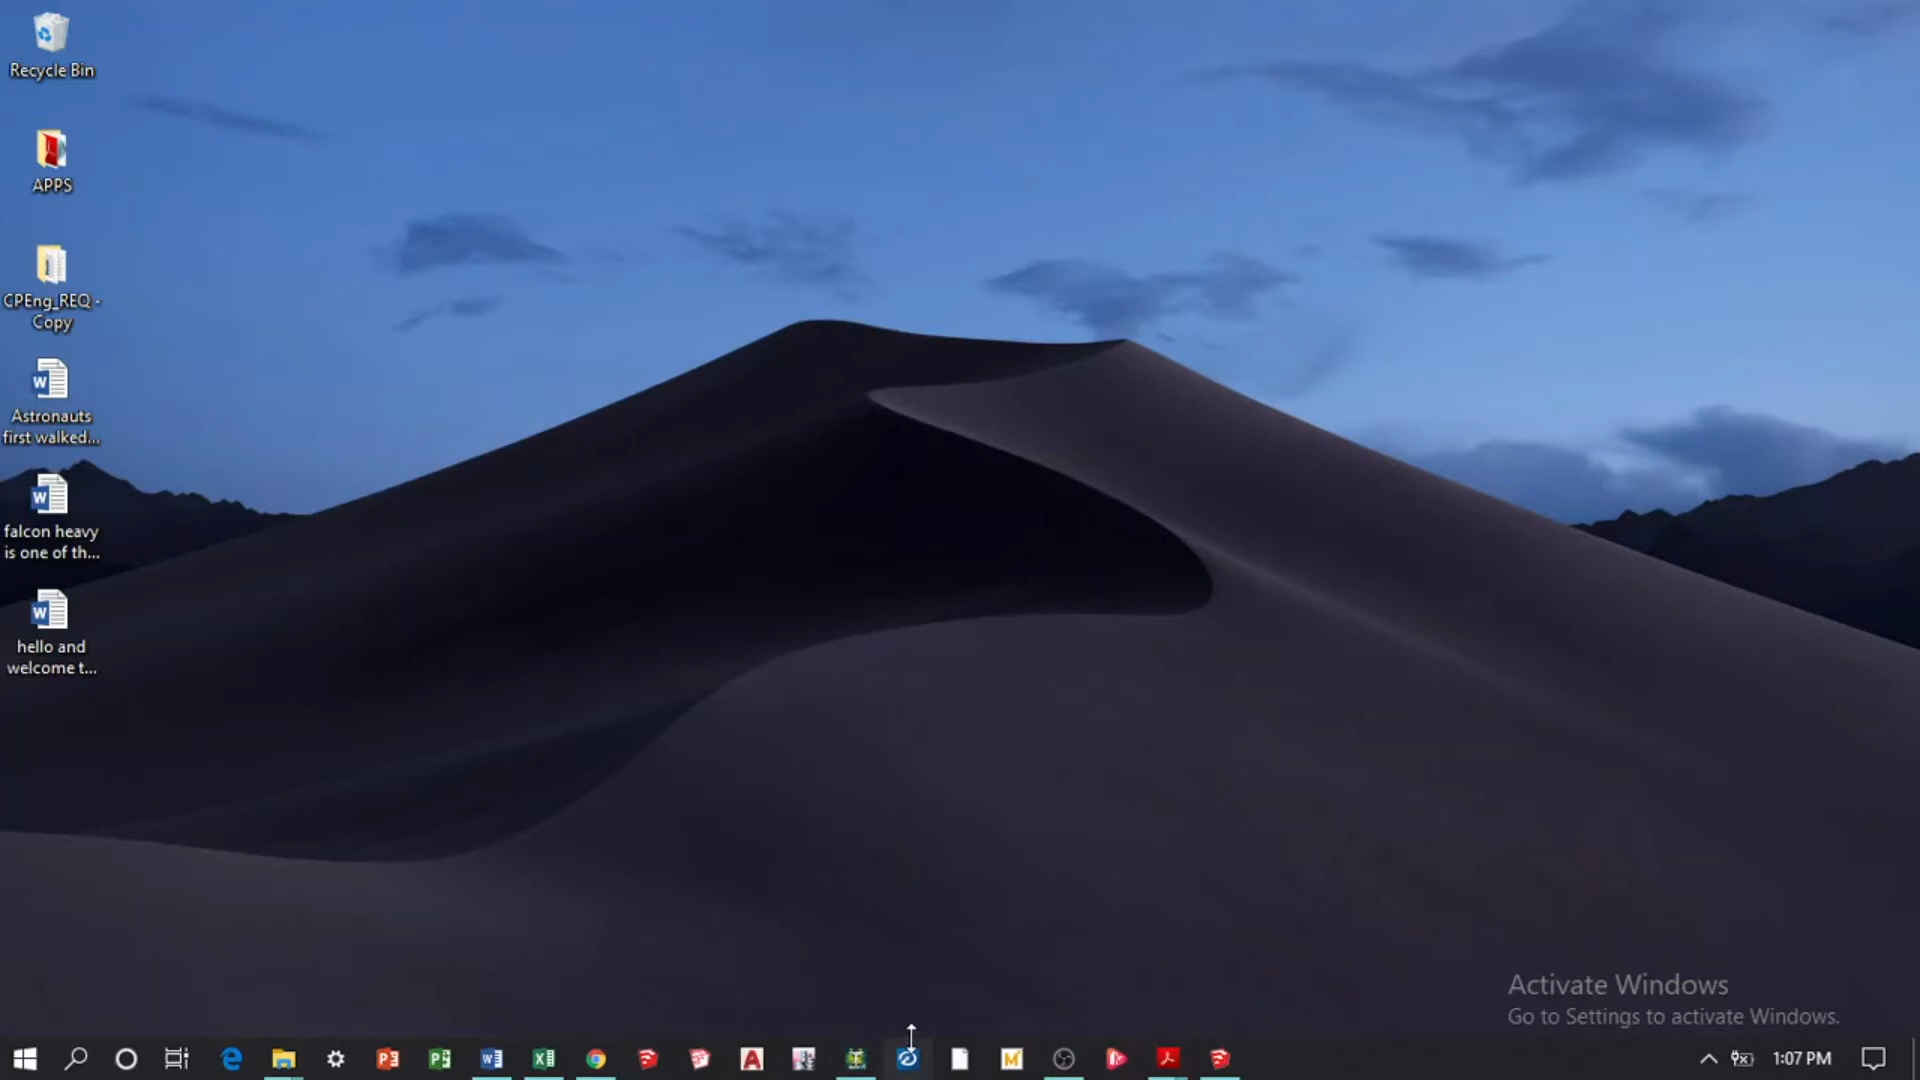 Recycle Bin
APPS
CPEng_REQ -
Copy
Astronauts
first walked...
falcon heavy
is one of th...
hello and
welcome t...
Activate Windows
Go to Settings to activate Windows.
1:07 PM